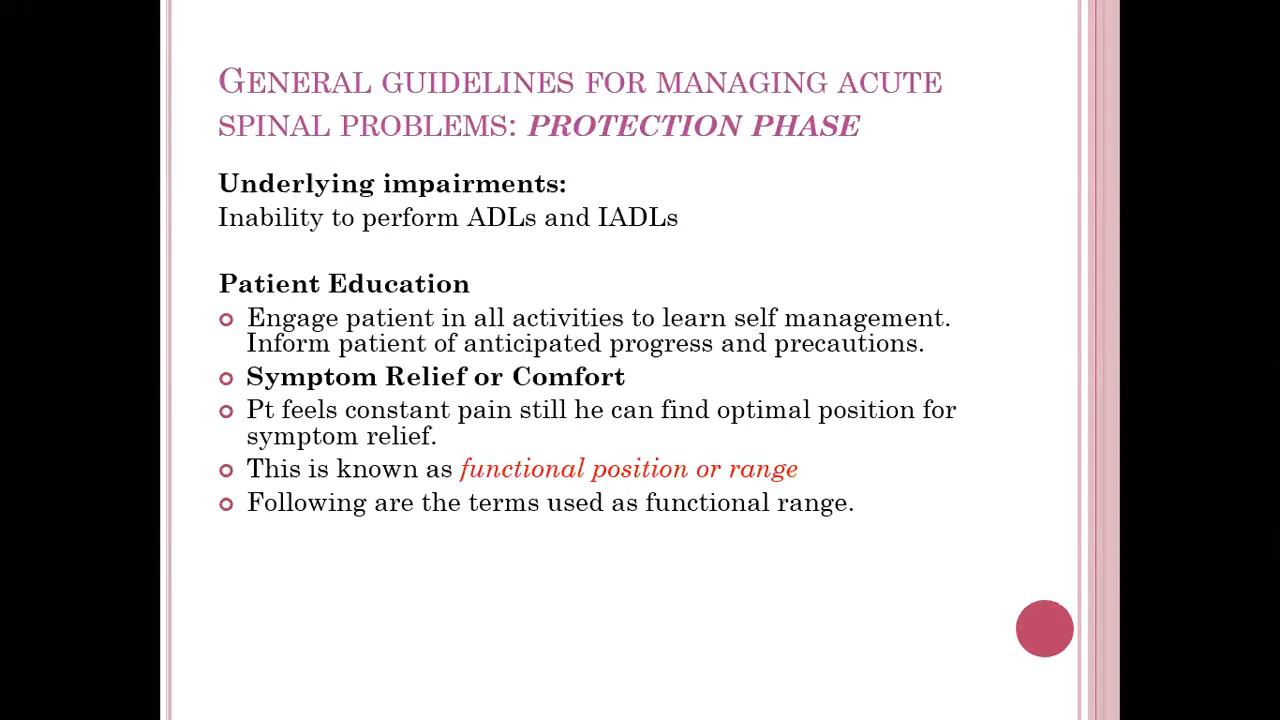 GENERAL GUIDELINES FOR MANAGING ACUTE
SPINAL PROBLEMS: PROTECTION PHASE
Underlying impairments:
Inability to perform ADLs and IADLs
Patient Education
Engage patient in all activities to learn self management.
Inform patient of anticipated progress and precautions.
Symptom Relief or Comfort
Pt feels constant pain still he can find optimal position for
symptom relief.
This is known as functional position or range
Following are the terms used as functional range.